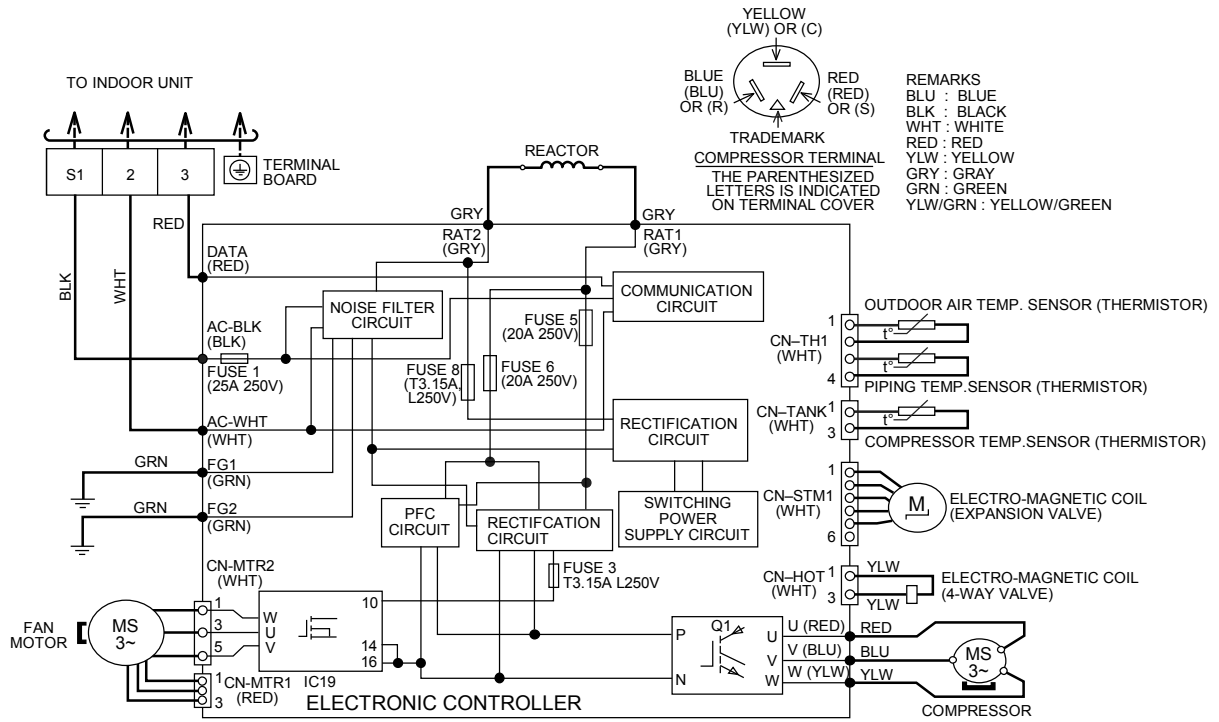 YELLOW
(YLW) OR (C)
BLUE
(BLU)
OR (R)
RED
(RED)
OR (S)
TRADEMARK
COMPRESSOR TERMINAL
THE PARENTHESIZED
LETTERS IS INDICATED
ON TERMINAL COVER
REMARKS
BLU : BLUE
BLK : BLACK
WHT : WHITE
RED : RED
YLW : YELLOW
GRY : GRAY
GRN : GREEN
YLW/GRN : YELLOW/GREEN
TO INDOOR UNIT
S1
2
3
TERMINAL
BOARD
REACTOR
GRY
GRY
RAT2
(GRY)
RAT1
(GRY)
RED
BLK
WHT
DATA
(RED)
NOISE FILTER
CIRCUIT
COMMUNICATION
CIRCUIT
AC-BLK
(BLK)
FUSE 1
(25A 250V)
FUSE 5
(20A 250V)
FUSE 8
(T3.15A,
L250V)
FUSE 6
(20A 250V)
AC-WHT
(WHT)
RECTIFICATION
CIRCUIT
GRN
FG1
(GRN)
GRN
FG2
(GRN)
PFC
CIRCUIT
RECTIFCATION
CIRCUIT
SWITCHING
POWER
SUPPLY CIRCUIT
FUSE 3
T3.15A L250V
OUTDOOR AIR TEMP. SENSOR (THERMISTOR)
1
t°
CN–TH1
(WHT)
t°
4
PIPING TEMP.SENSOR (THERMISTOR)
CN–TANK
(WHT)
1
t°
3
COMPRESSOR TEMP.SENSOR (THERMISTOR)
1
CN–STM1
(WHT)
6
M
ELECTRO-MAGNETIC COIL
(EXPANSION VALVE)
CN–HOT
(WHT)
1
3
YLW
YLW
ELECTRO-MAGNETIC COIL
(4-WAY VALVE)
CN-MTR2
(WHT)
FAN
MOTOR
MS
3~
1
3
5
W
U
V
10
14
16
IC19
1
3
CN-MTR1
(RED)
ELECTRONIC CONTROLLER
Q1
P
N
U
V
W
U (RED)
V (BLU)
W (YLW)
RED
BLU
YLW
MS
3~
COMPRESSOR